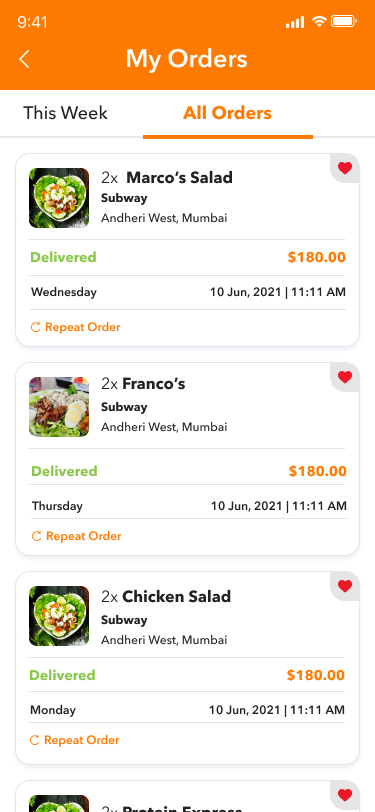 9:41
My Orders
This Week
All Orders
2x Marco's Salad
Subway
Andheri West, Mumbai
Delivered
$180.00
Wednesday
10 Jun, 2021 | 11:11 AM
Repeat Order
2x Franco's
Subway
Andheri West, Mumbai
Delivered
$180.00
Thursday
10 Jun, 2021 | 11:11 AM
Repeat Order
2x Chicken Salad
Subway
Andheri West, Mumbai
Delivered
$180.00
Monday
10 Jun, 2021 | 11:11 AM
Repeat Order
2x Protein Express